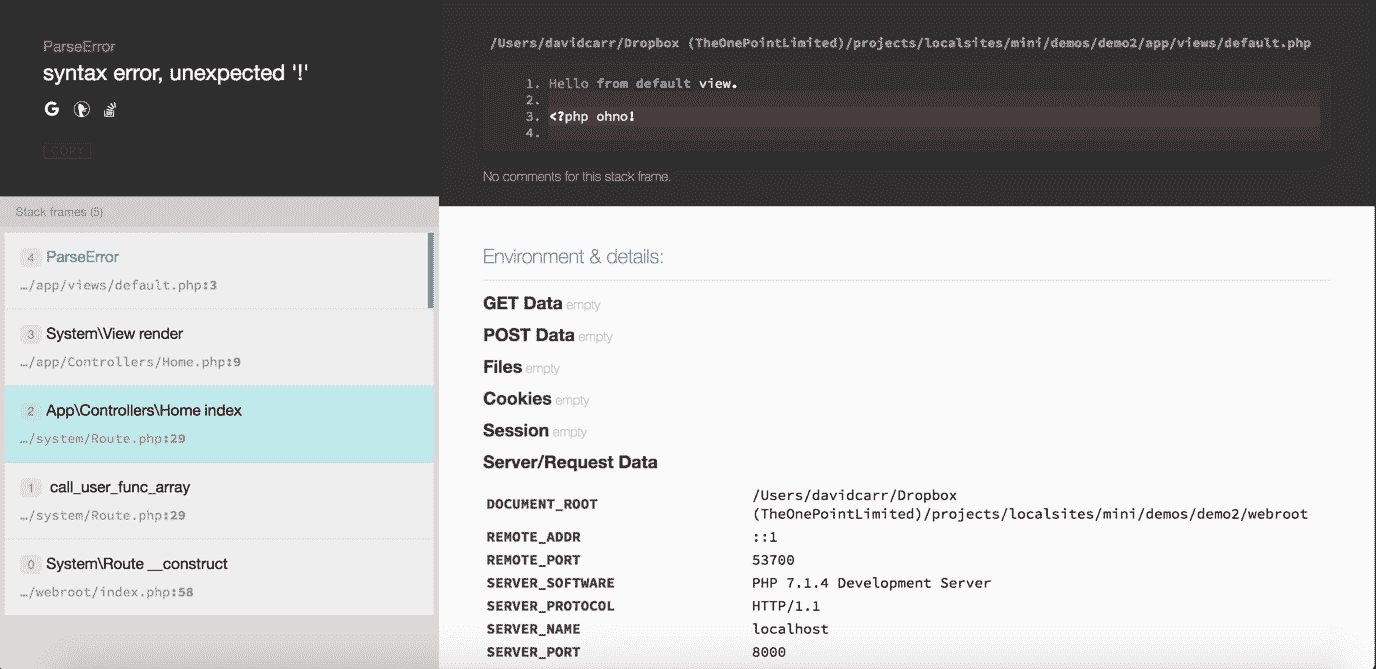 ParseError
syntax error, unexpected '!'
COPY
Stack frames (5)
4 ParseError
…/app/views/default.php:3
3 System\View render
…/app/Controllers/Home.php:9
2 App\Controllers\Home index
…/system/Route.php:29
1 call_user_func_array
…/system/Route.php:29
0 System\Route __construct
…/webroot/index.php:58
/Users/davidcarr/Dropbox (TheOnePointLimited)/projects/localsites/mini/demos/demo2/app/views/default.php
1. Hello from default view.
2.
3. <?php ohno!
4.
No comments for this stack frame.
Environment & details:
GET Data empty
POST Data empty
Files empty
Cookies empty
Session empty
Server/Request Data
DOCUMENT_ROOT /Users/davidcarr/Dropbox
(TheOnePointLimited)/projects/localsites/mini/demos/demo2/webroot
REMOTE_ADDR ::1
REMOTE_PORT 53700
SERVER_SOFTWARE PHP 7.1.4 Development Server
SERVER_PROTOCOL HTTP/1.1
SERVER_NAME localhost
SERVER_PORT 8000